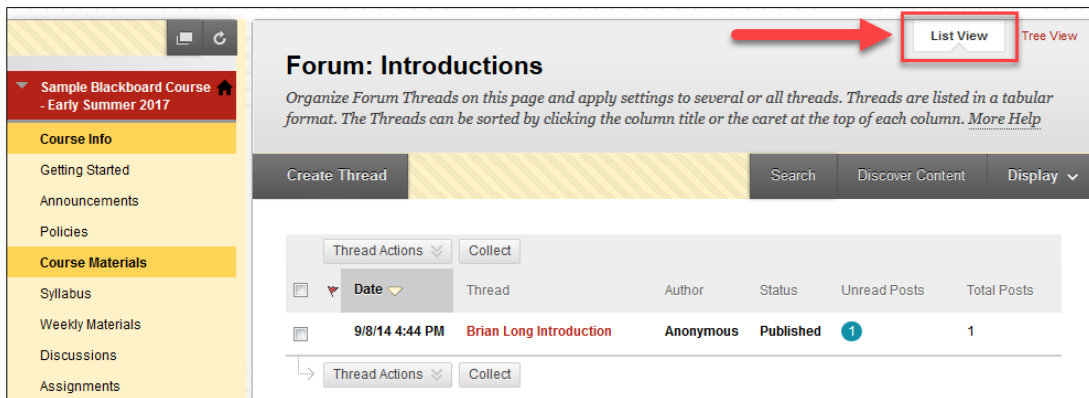 List View
Tree View
Forum: Introductions
Organize Forum Threads on this page and apply settings to several or all threads. Threads are listed in a tabular
format. The Threads can be sorted by clicking the column title or the caret at the top of each column. More Help
Sample Blackboard Course
- Early Summer 2017
Course Info
Getting Started
Announcements
Policies
Course Materials
Syllabus
Weekly Materials
Discussions
Assignments
Create Thread
Search
Discover Content
Display
Thread Actions
Collect
Date
Thread
Author
Status
Unread Posts
Total Posts
9/8/14 4:44 PM
Brian Long Introduction
Anonymous
Published
1
1
Thread Actions
Collect